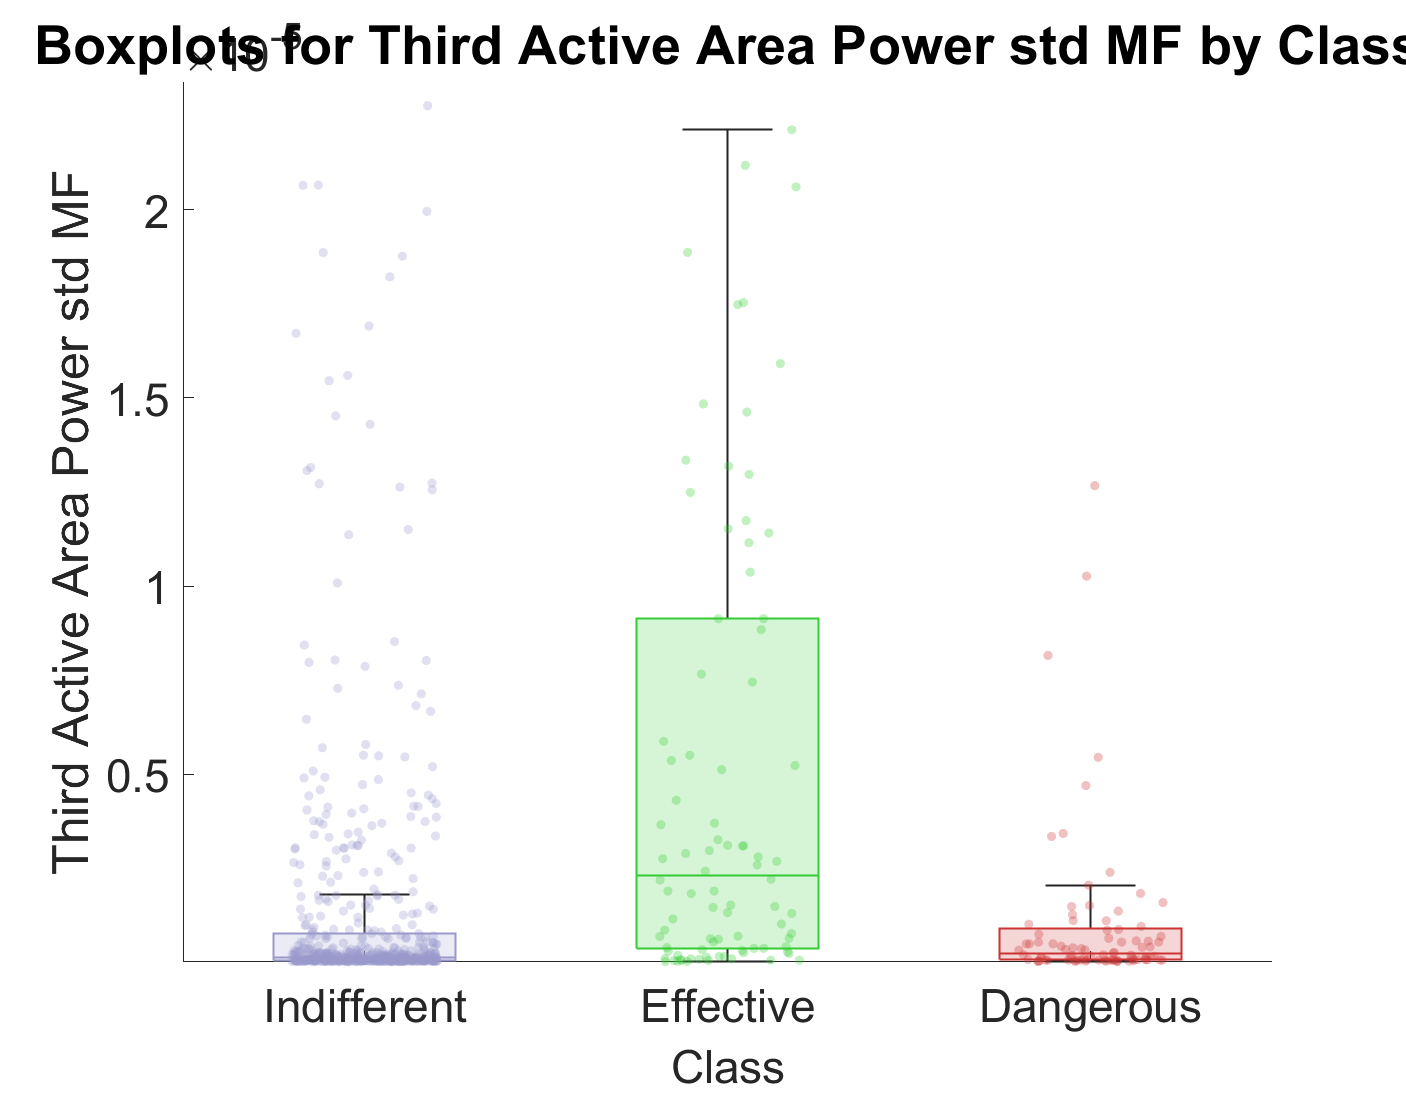 Boxplots for Third Active Area Power std MF by Class
× 10
2
1.5
1
0.5
Third Active Area Power std MF
Indifferent
Effective
Dangerous
Class